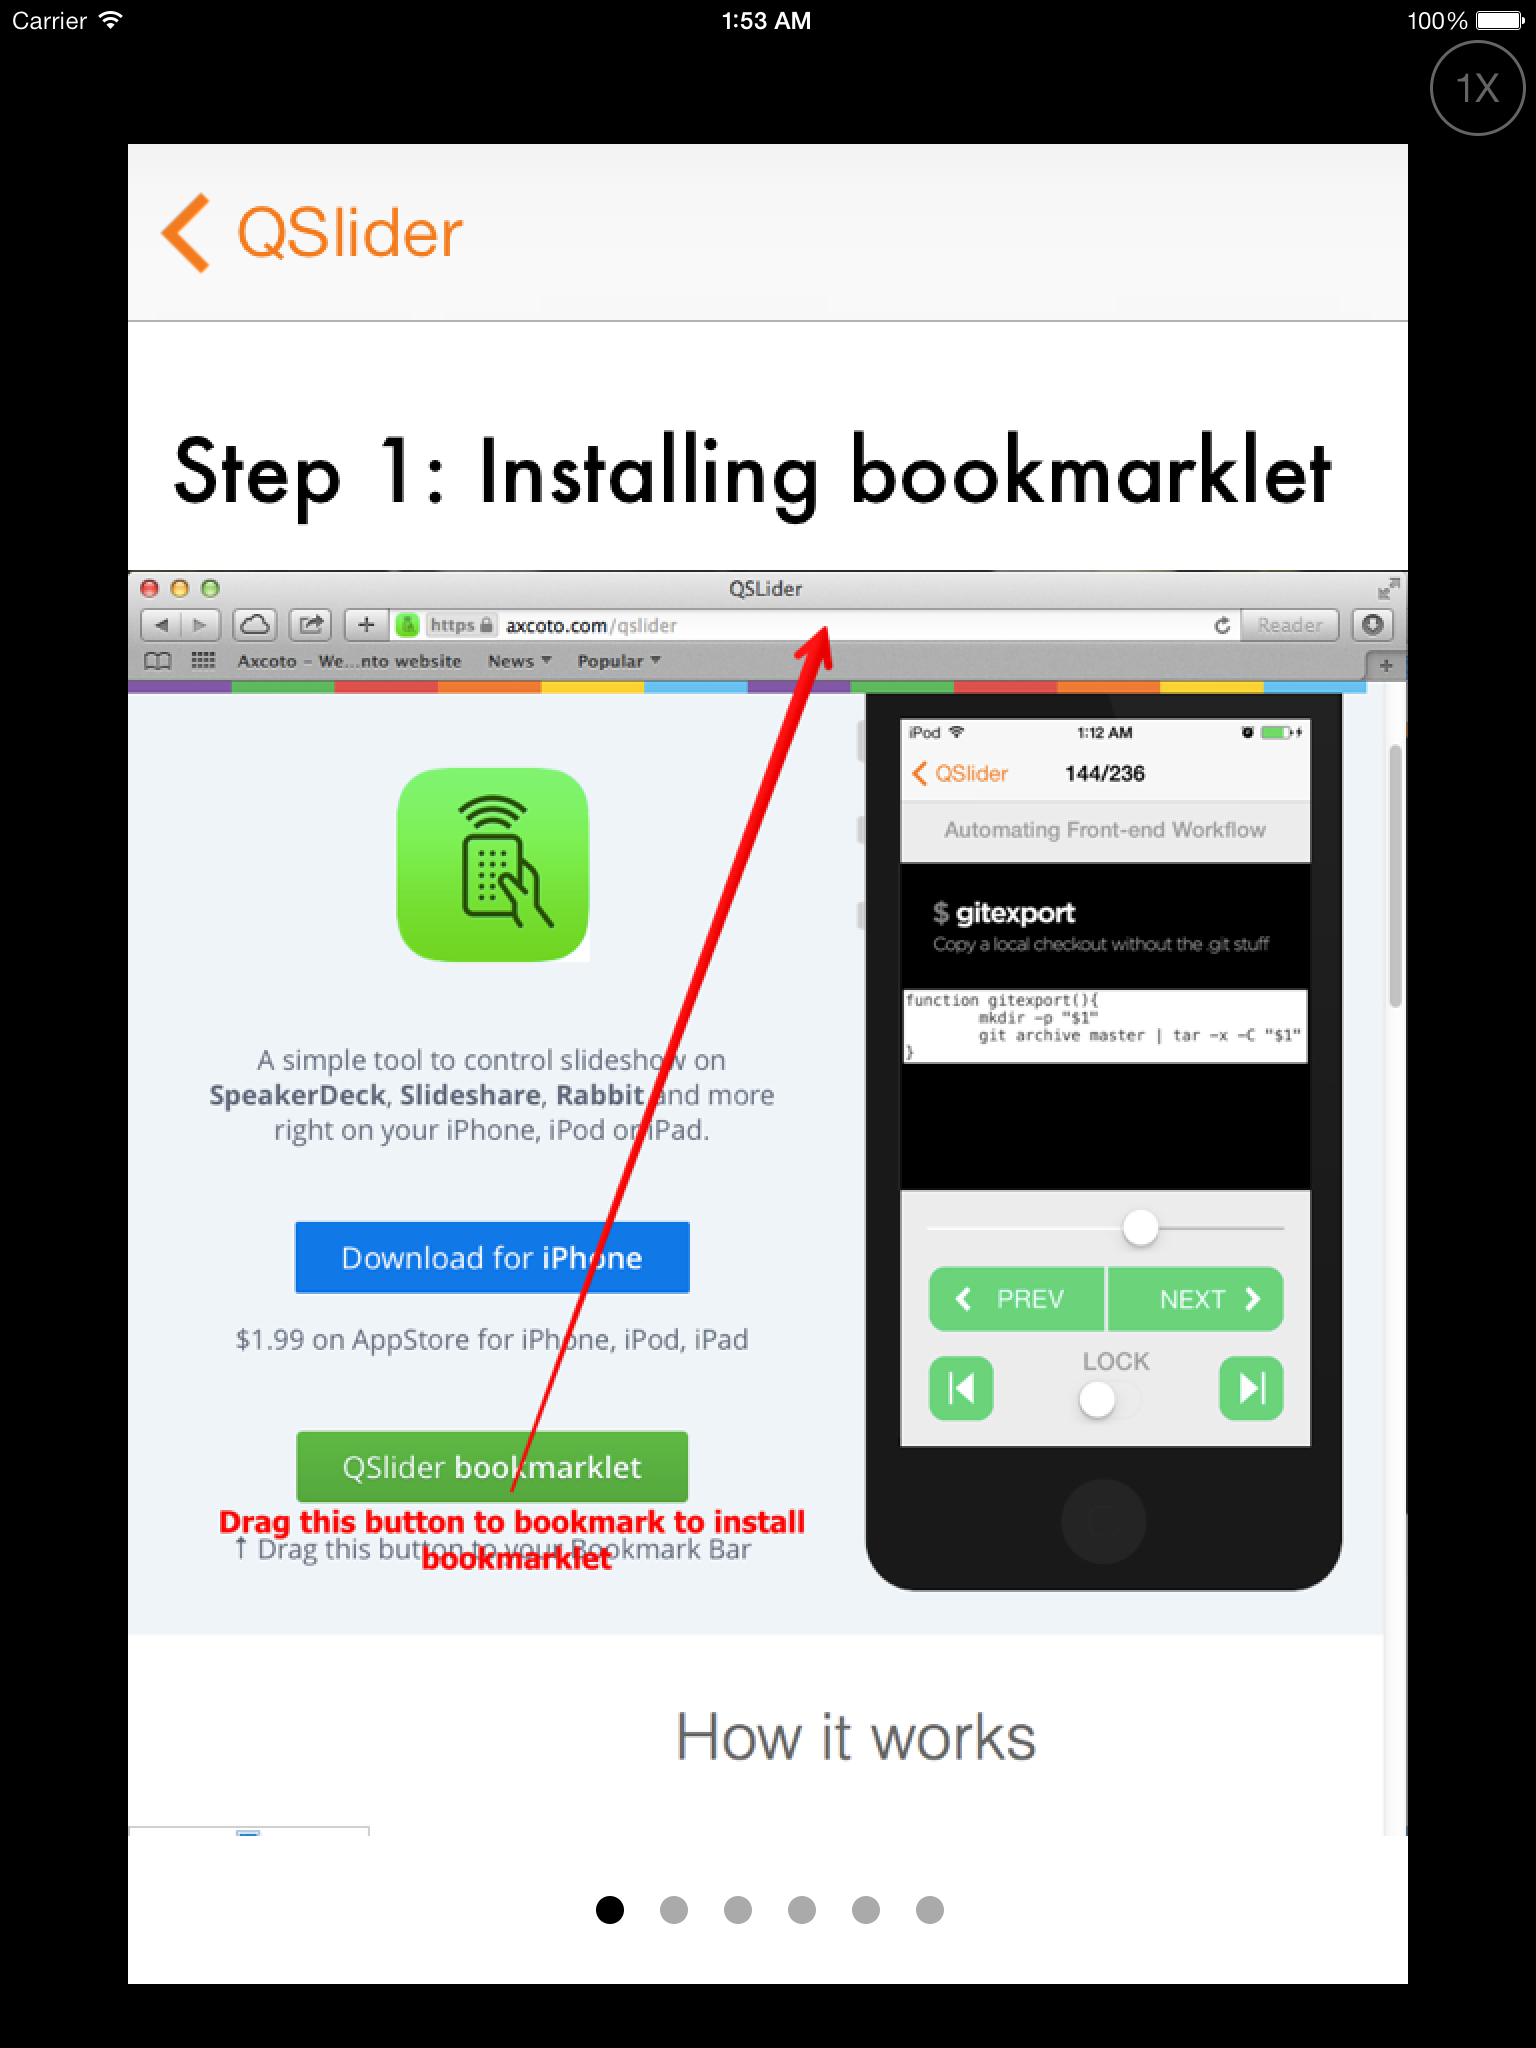 Carrier 1:53 AM 100%
1X
QSlider
Step 1: Installing bookmarklet
QSLider
https axcoto.com/qslider Reader
Axcoto – We...nto website News Popular
iPod 1:12 AM
QSlider 144/236
Automating Front-end Workflow
$ gitexport
Copy a local checkout without the .git stuff
function gitexport(){
mkdir -p "$1"
git archive master | tar -x -C "$1"
}
PREV NEXT
LOCK
A simple tool to control slideshow on
SpeakerDeck, Slideshare, Rabbit and more
right on your iPhone, iPod or iPad.
Download for iPhone
$1.99 on AppStore for iPhone, iPod, iPad
QSlider bookmarklet
Drag this button to bookmark to install
bookmarklet
↑ Drag this button to your Bookmark Bar
How it works